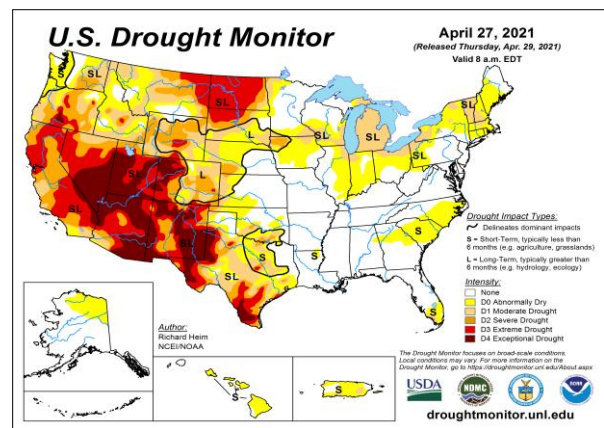 U.S. Drought Monitor
April 27, 2021
(Released Thursday, Apr. 29, 2021)
Valid 8 a.m. EDT
S
SL
SL
L
SL
SL
SL
SL
L
SL
SL
SL
SL
S
S
S
S
Drought Impact Types:
Delineates dominant impacts
S = Short-Term, typically less than
6 months (e.g. agriculture, grasslands)
L = Long-Term, typically greater than
6 months (e.g. hydrology, ecology)
Intensity:
None
D0 Abnormally Dry
D1 Moderate Drought
D2 Severe Drought
D3 Extreme Drought
D4 Exceptional Drought
Author:
Richard Heim
NCEI/NOAA
S
S
The Drought Monitor focuses on broad-scale conditions.
Local conditions may vary. For more information on the
Drought Monitor, go to https://droughtmonitor.unl.edu/About.aspx
USDA
NDMC
droughtmonitor.unl.edu